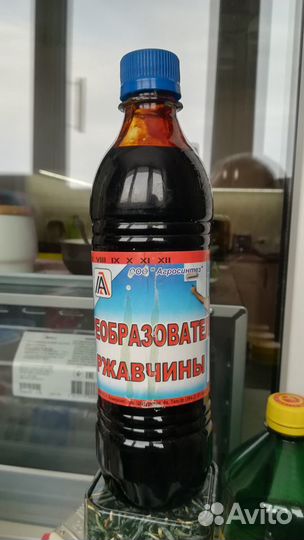 VIII IX X XI XII
ООО "Агросинтез"
ЕОБРАЗОВАТЕ
РЖАВЧИНЫ
Avito